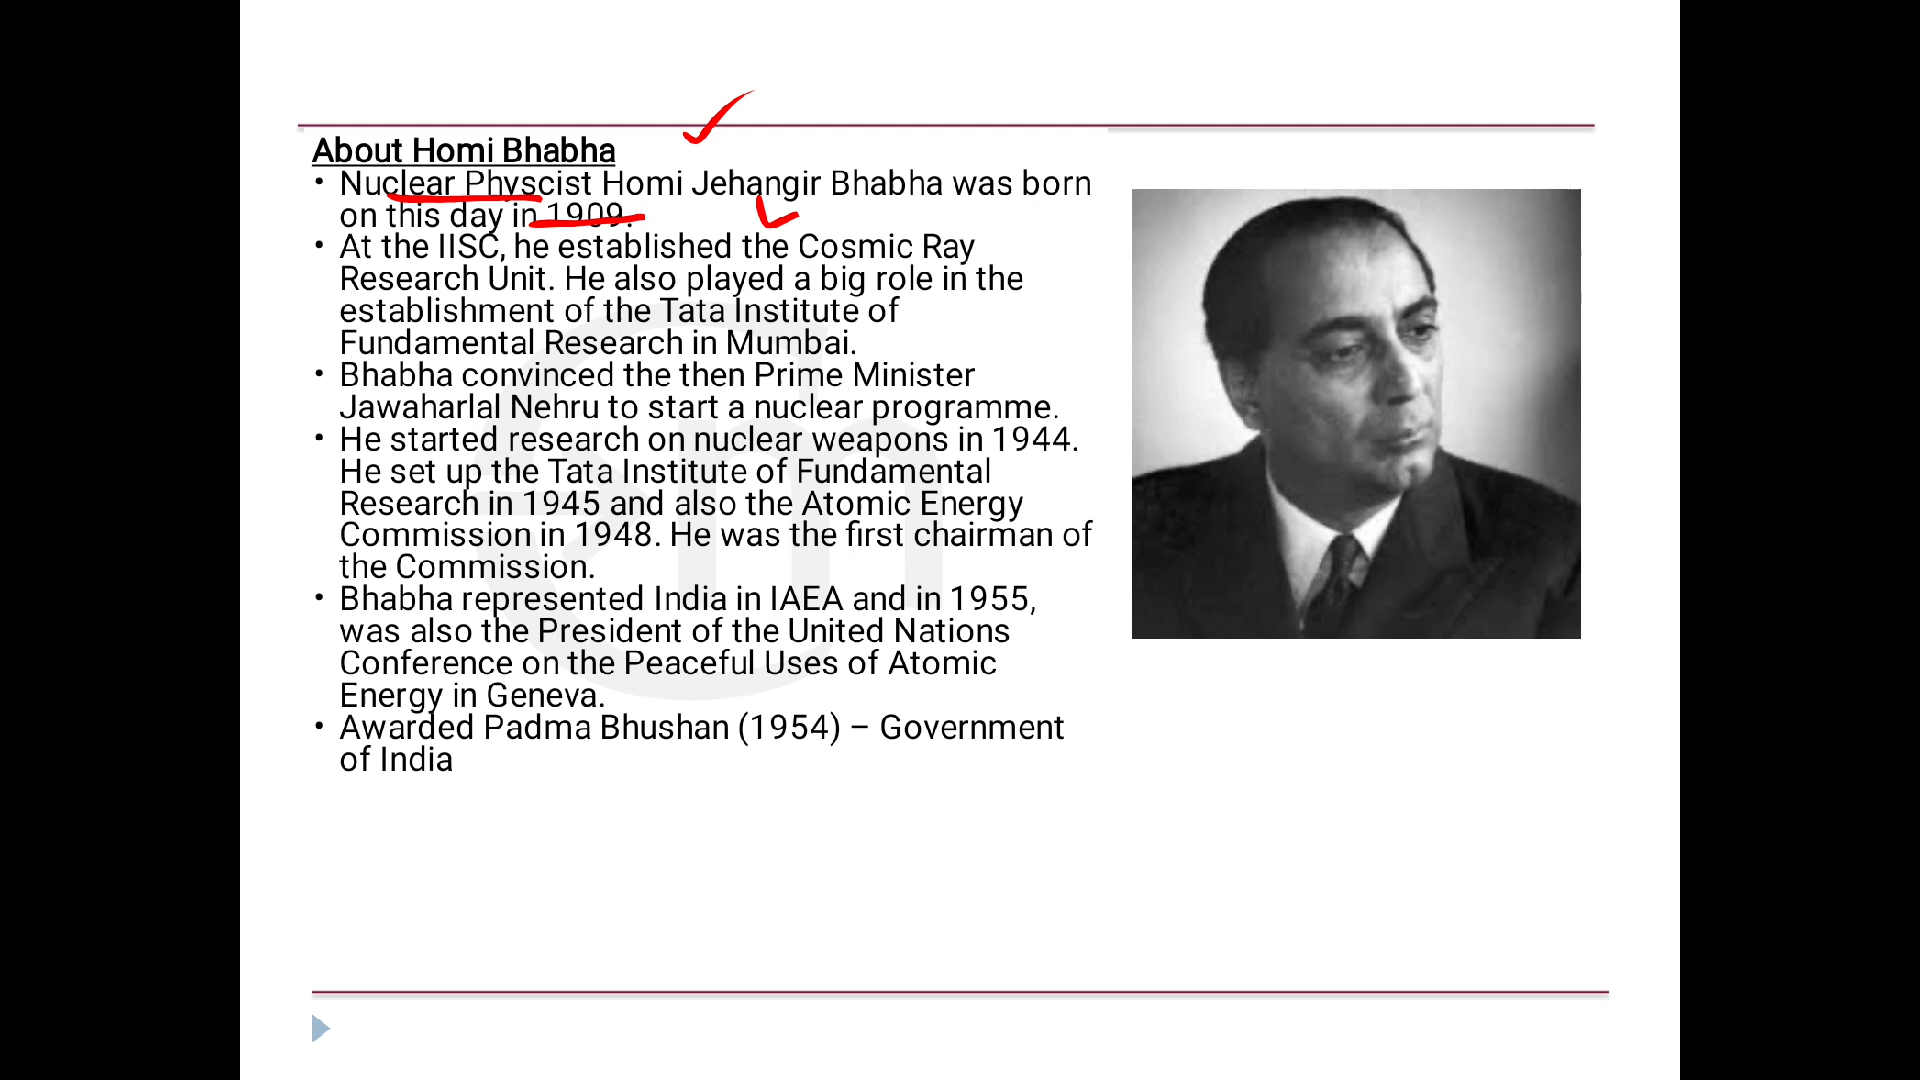 About Homi Bhabha
• Nuclear Physcist Homi Jehangir Bhabha was born
on this day in 1909.
• At the IISC, he established the Cosmic Ray
Research Unit. He also played a big role in the
establishment of the Tata Institute of
Fundamental Research in Mumbai.
• Bhabha convinced the then Prime Minister
Jawaharlal Nehru to start a nuclear programme.
• He started research on nuclear weapons in 1944.
He set up the Tata Institute of Fundamental
Research in 1945 and also the Atomic Energy
Commission in 1948. He was the first chairman of
the Commission.
• Bhabha represented India in IAEA and in 1955,
was also the President of the United Nations
Conference on the Peaceful Uses of Atomic
Energy in Geneva.
• Awarded Padma Bhushan (1954) – Government
of India